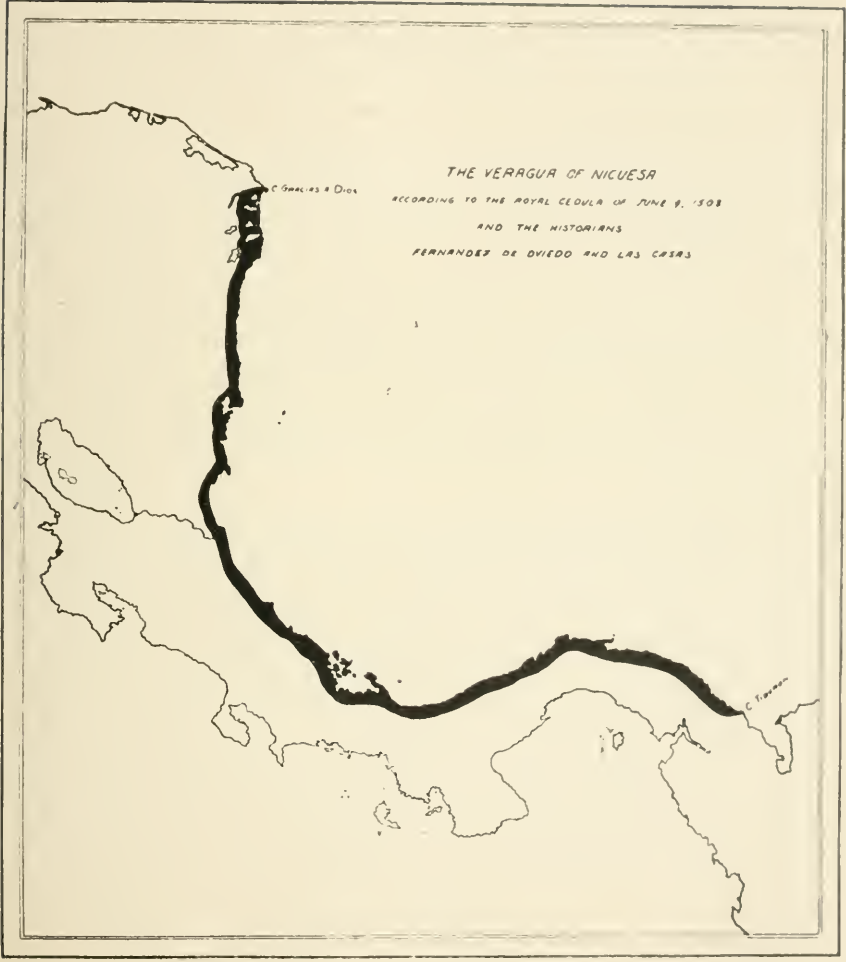 THE VERAGUA OF NICUESA
ACCORDING TO THE ROYAL CEDULA OF JUNE 9, 1508
AND THE HISTORIANS
FERNANDEZ DE OVIEDO AND LAS CASAS
C. GRACIAS A DIOS
C TIBURON